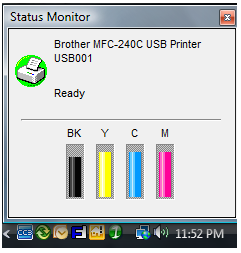 Status Monitor
Brother MFC-240C USB Printer
USB001
Ready
BK Y C M
11:52 PM